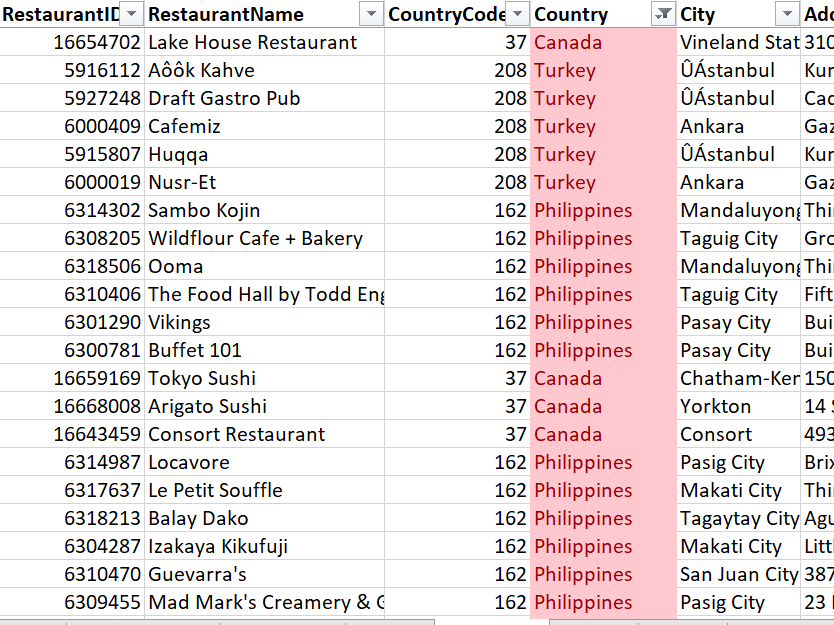 RestaurantID RestaurantName CountryCode Country City Add
16654702 Lake House Restaurant 37 Canada Vineland Stat 310
5916112 Aôôk Kahve 208 Turkey ÛÁstanbul Kur
5927248 Draft Gastro Pub 208 Turkey ÛÁstanbul Cad
6000409 Cafemiz 208 Turkey Ankara Gaz
5915807 Huqqa 208 Turkey ÛÁstanbul Kur
6000019 Nusr-Et 208 Turkey Ankara Gaz
6314302 Sambo Kojin 162 Philippines Mandaluyong Thi
6308205 Wildflour Cafe + Bakery 162 Philippines Taguig City Gro
6318506 Ooma 162 Philippines Mandaluyong Thi
6310406 The Food Hall by Todd Eng 162 Philippines Taguig City Fift
6301290 Vikings 162 Philippines Pasay City Bui
6300781 Buffet 101 162 Philippines Pasay City Bui
16659169 Tokyo Sushi 37 Canada Chatham-Ker 150
16668008 Arigato Sushi 37 Canada Yorkton 14 S
16643459 Consort Restaurant 37 Canada Consort 493
6314987 Locavore 162 Philippines Pasig City Brix
6317637 Le Petit Souffle 162 Philippines Makati City Thi
6318213 Balay Dako 162 Philippines Tagaytay City Agu
6304287 Izakaya Kikufuji 162 Philippines Makati City Littl
6310470 Guevarra's 162 Philippines San Juan City 387
6309455 Mad Mark's Creamery & G 162 Philippines Pasig City 23